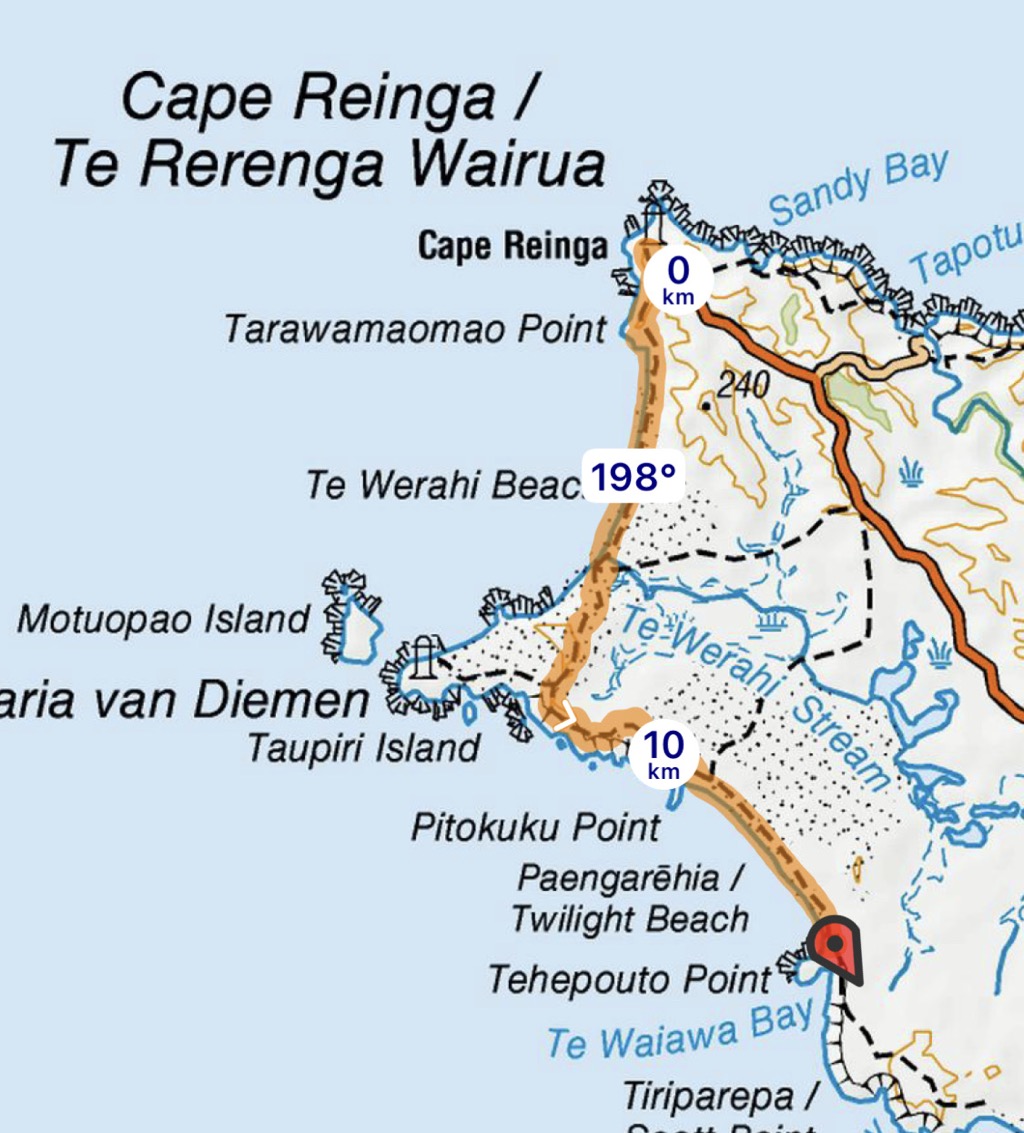 Cape Reinga /
Te Rerenga Wairua
Sandy Bay
Tapotu
Cape Reinga
0
km
Tarawamaomao Point
240
Te Werahi Beac
198°
Motuopao Island
Te Werahi Stream
aria van Diemen
Taupiri Island
10
km
Pitokuku Point
Paengarēhia /
Twilight Beach
Tehepouto Point
Te Waiawa Bay
Tiriparepa /